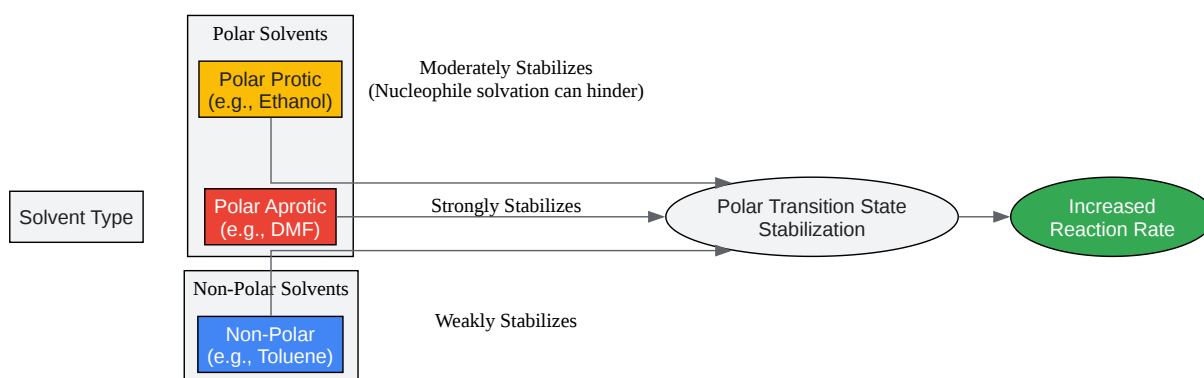 Polar Solvents
Polar Protic
(e.g., Ethanol)
Moderately Stabilizes
(Nucleophile solvation can hinder)
Solvent Type
Polar Aprotic
(e.g., DMF)
Strongly Stabilizes
Polar Transition State
Stabilization
Increased
Reaction Rate
Non-Polar Solvents
Non-Polar
(e.g., Toluene)
Weakly Stabilizes